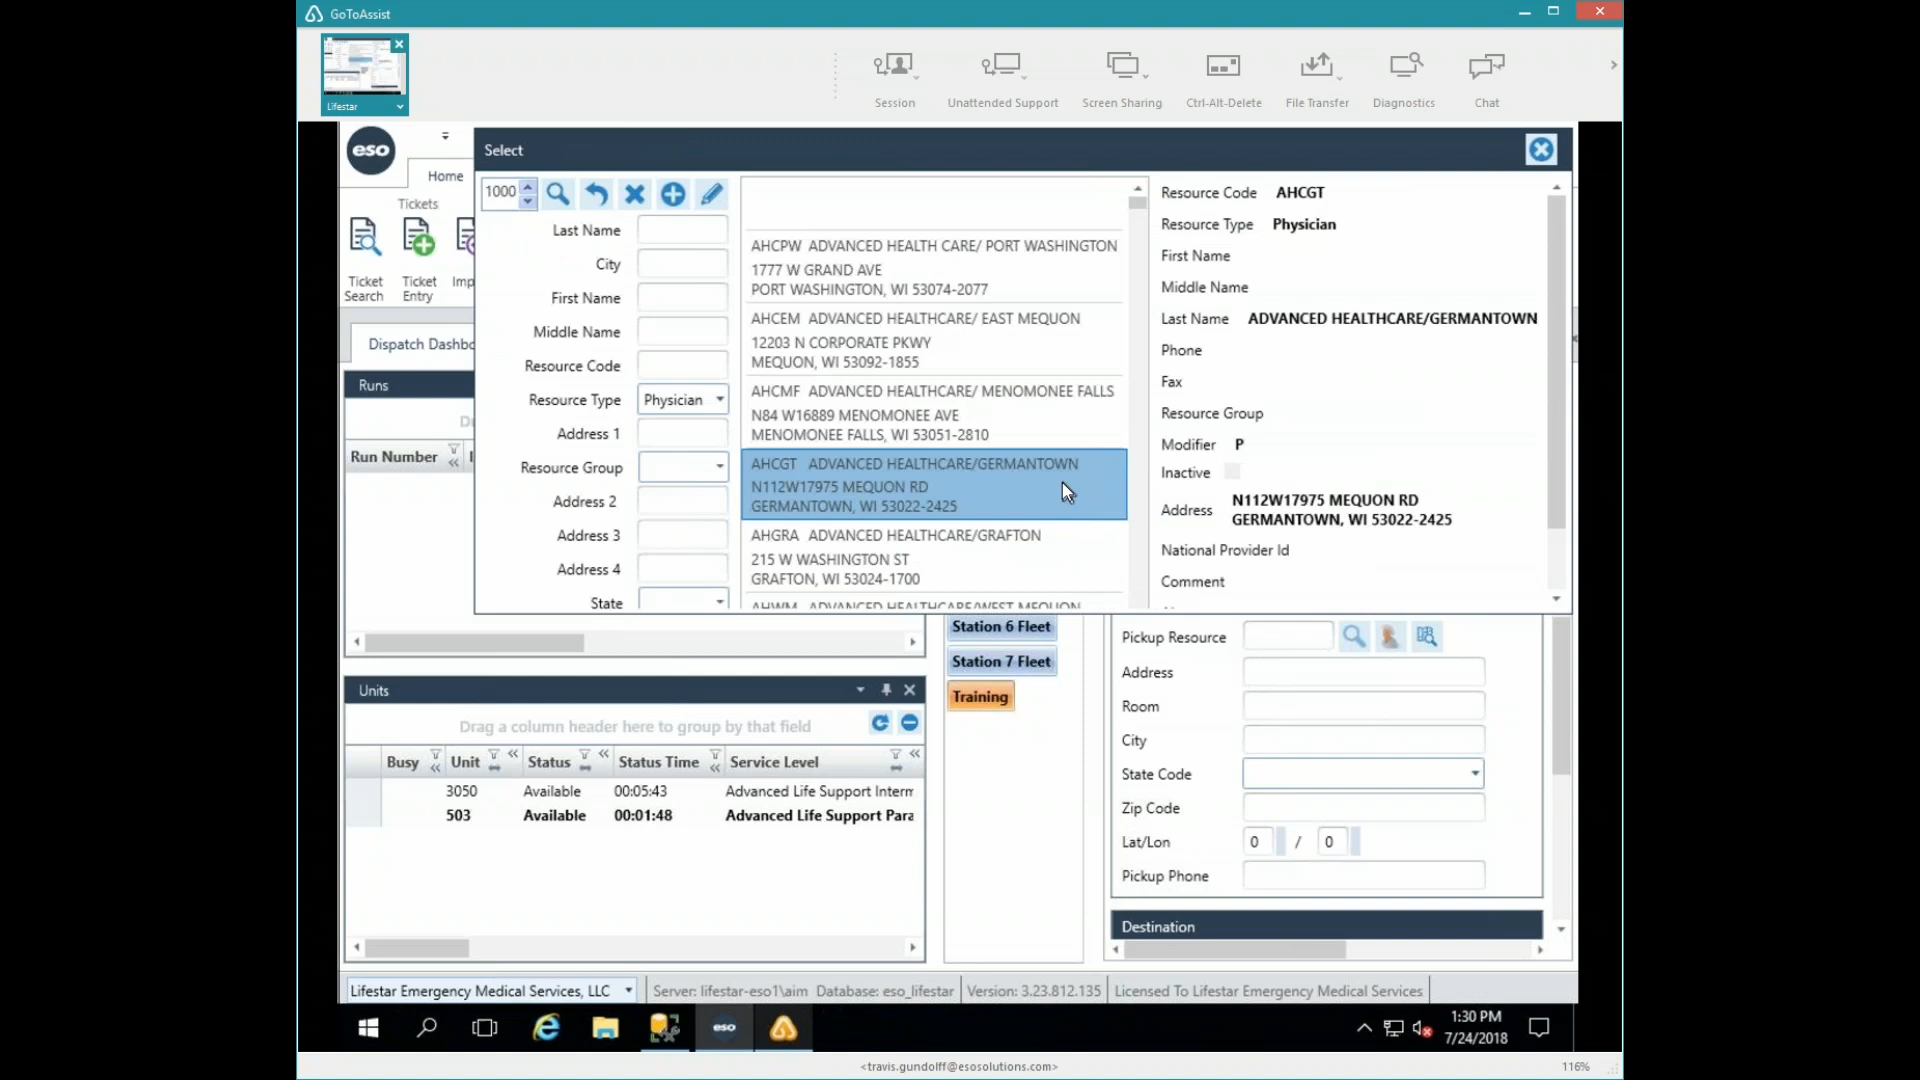 GoToAssist
Lifestar
Session
Unattended Support
Screen Sharing
Ctrl-Alt-Delete
File Transfer
Diagnostics
Chat
eso
Home
Tickets
Ticket Search
Ticket Entry
Imp
Dispatch Dashbo
Runs
Run Number
Select
1000
Last Name
City
First Name
Middle Name
Resource Code
Resource Type Physician
Address 1
Resource Group
Address 2
Address 3
Address 4
State
AHCPW ADVANCED HEALTH CARE/ PORT WASHINGTON
1777 W GRAND AVE
PORT WASHINGTON, WI 53074-2077
AHCEM ADVANCED HEALTHCARE/ EAST MEQUON
12203 N CORPORATE PKWY
MEQUON, WI 53092-1855
AHCMF ADVANCED HEALTHCARE/ MENOMONEE FALLS
N84 W16889 MENOMONEE AVE
MENOMONEE FALLS, WI 53051-2810
AHCGT ADVANCED HEALTHCARE/GERMANTOWN
N112W17975 MEQUON RD
GERMANTOWN, WI 53022-2425
AHGRA ADVANCED HEALTHCARE/GRAFTON
215 W WASHINGTON ST
GRAFTON, WI 53024-1700
AHWM ADVANCED HEALTHCARE/WEST MEQUON
Resource Code AHCGT
Resource Type Physician
First Name
Middle Name
Last Name ADVANCED HEALTHCARE/GERMANTOWN
Phone
Fax
Resource Group
Modifier P
Inactive
Address N112W17975 MEQUON RD
GERMANTOWN, WI 53022-2425
National Provider Id
Comment
Station 6 Fleet
Station 7 Fleet
Training
Pickup Resource
Address
Room
City
State Code
Zip Code
Lat/Lon 0 / 0
Pickup Phone
Destination
Units
Drag a column header here to group by that field
Busy Unit Status Status Time Service Level
3050 Available 00:05:43 Advanced Life Support Interm
503 Available 00:01:48 Advanced Life Support Para
Lifestar Emergency Medical Services, LLC
Server: lifestar-eso1\aim Database: eso_lifestar
Version: 3.23.812.135
Licensed To Lifestar Emergency Medical Services
eso
1:30 PM
7/24/2018
<travis.gundolff@esosolutions.com>
116%